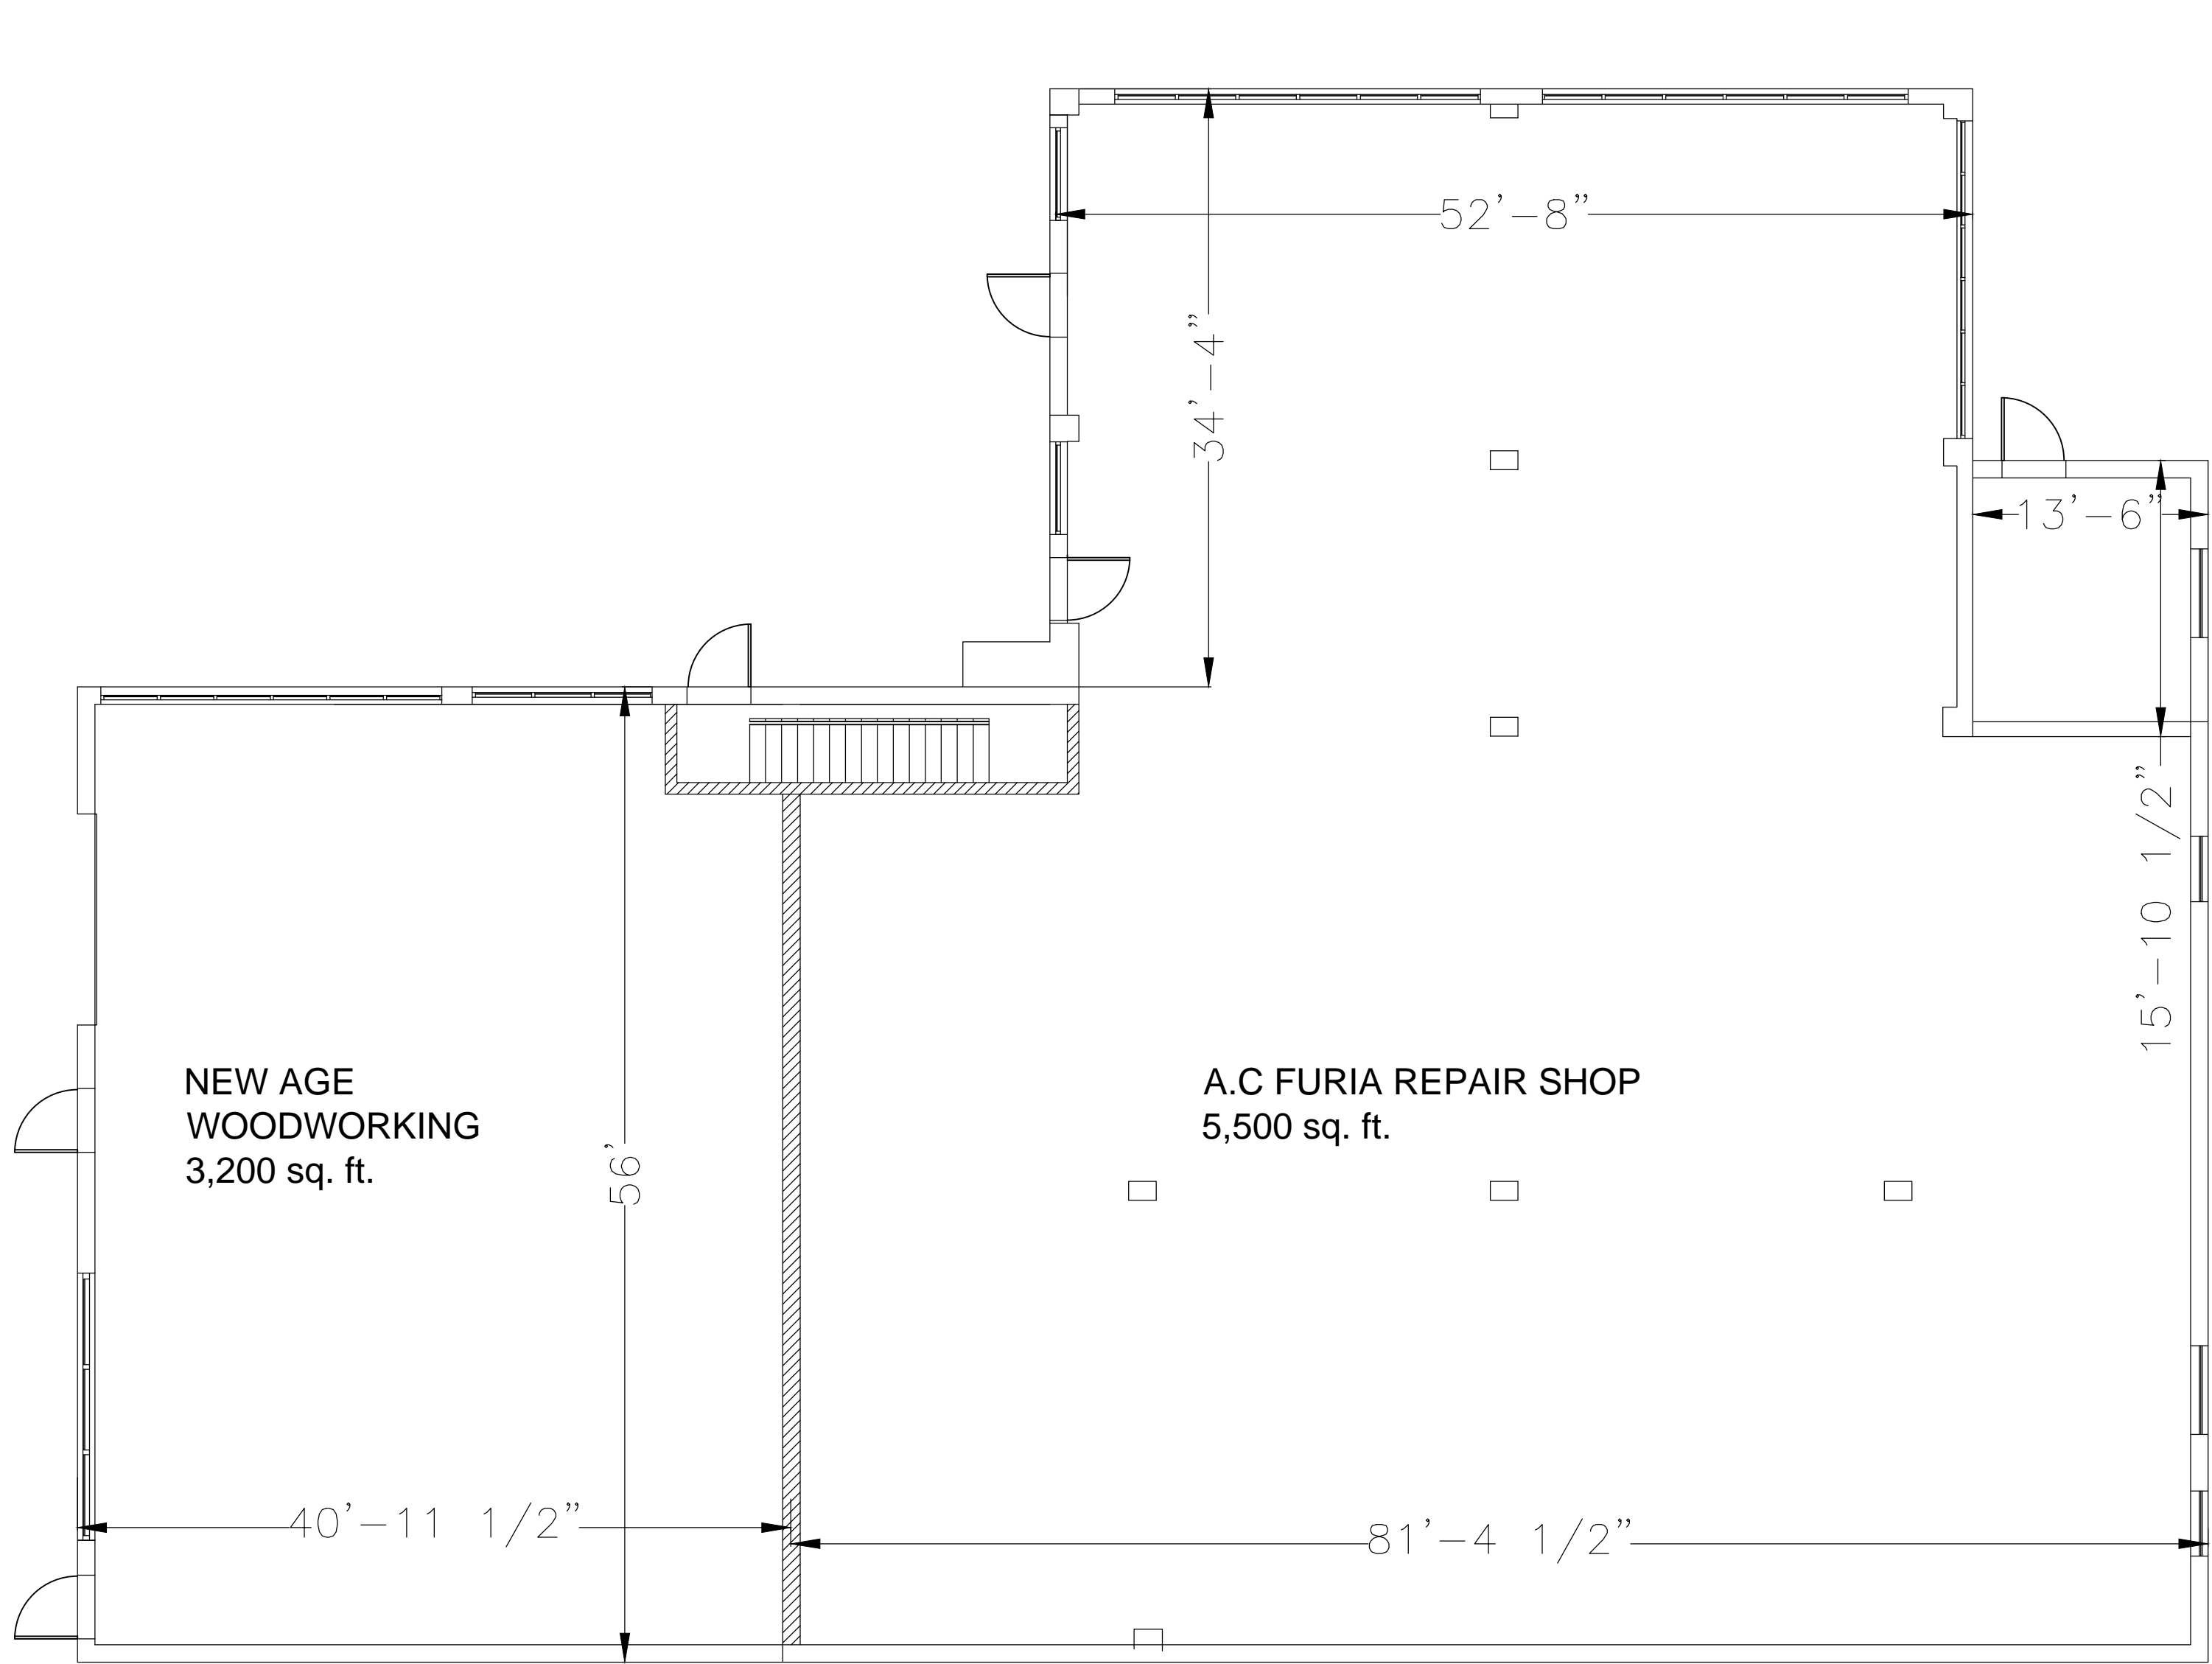 52'-8"
34'-4"
13'-6"
15'-10 1/2"
NEW AGE
WOODWORKING
3,200 sq. ft.
56'
A.C FURIA REPAIR SHOP
5,500 sq. ft.
40'-11 1/2"
81'-4 1/2"